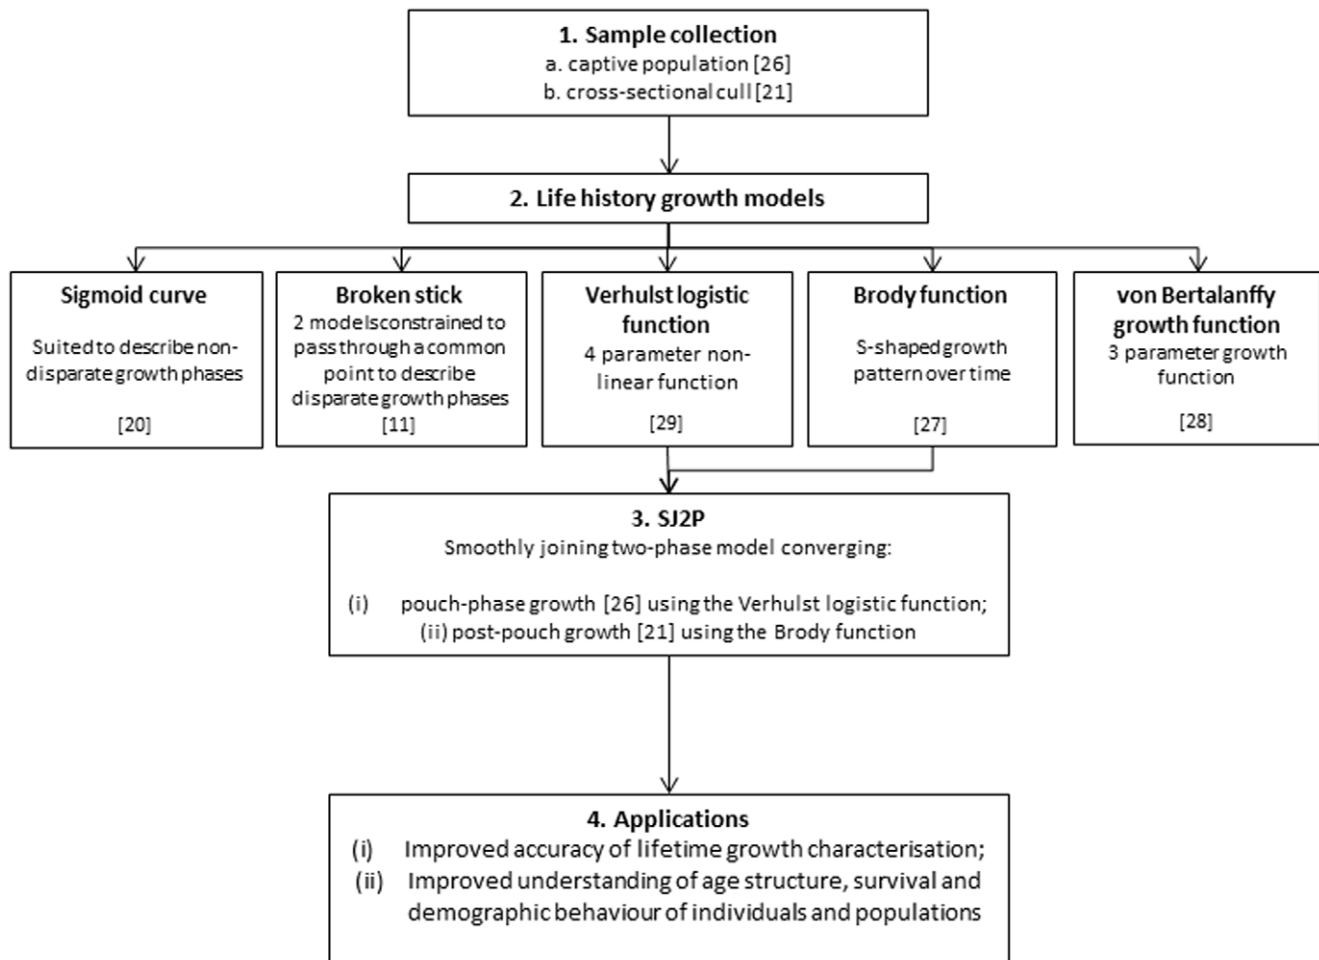 1. Sample collection
a. captive population [26]
b. cross-sectional cull [21]
2. Life history growth models
Sigmoid curve
Suited to describe non-
disparate growth phases
[20]
Broken stick
2 models constrained to
pass through a common
point to describe
disparate growth phases
[11]
Verhulst logistic
function
4 parameter non-
linear function
[29]
Brody function
S-shaped growth
pattern over time
[27]
von Bertalanffy
growth function
3 parameter growth
function
[28]
3. SJ2P
Smoothly joining two-phase model converging:
(i) pouch-phase growth [26] using the Verhulst logistic function;
(ii) post-pouch growth [21] using the Brody function
4. Applications
(i) Improved accuracy of lifetime growth characterisation;
(ii) Improved understanding of age structure, survival and
demographic behaviour of individuals and populations